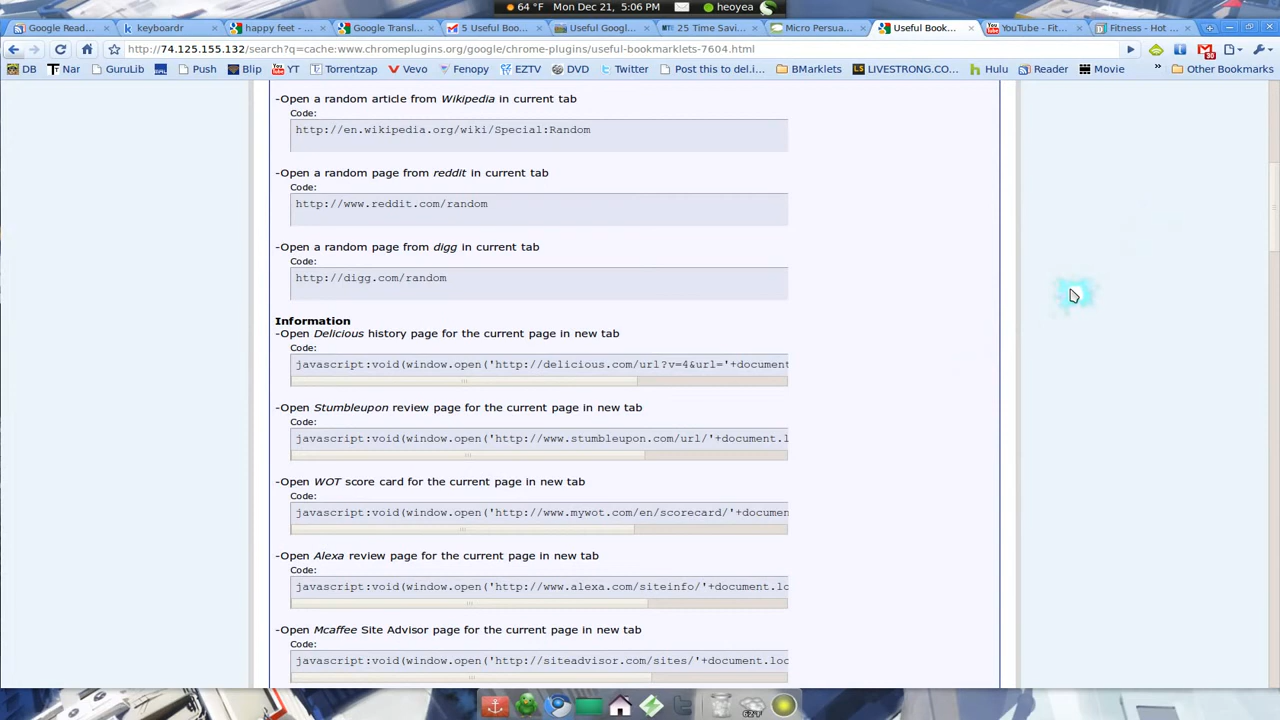 64 °F Mon Dec 21, 5:06 PM heoyea
Google Read... keyboardr happy feet - Google Transl... 5 Useful Boo... Useful Googl... 25 Time Savi... Micro Persua... Useful Book... YouTube - Fit... Fitness - Hot
http://74.125.155.132/search?q=cache:www.chromeplugins.org/google/chrome-plugins/useful-bookmarklets-7604.html 30
DB Nar GuruLib Push Blip YT Torrentzap Vevo Fenopy EZTV DVD Twitter Post its to del.i... BMarklets LIVESTRONG.CO... Hulu Reader Movie » Other Bookmarks
-Open a random article from Wikipedia in current tab
Code:
http://en.wikipedia.org/wiki/Special:Random
-Open a random page from reddit in current tab
Code:
http://www.reddit.com/random
-Open a random page from digg in current tab
Code:
http://digg.com/random
Information
-Open Delicious history page for the current page in new tab
Code:
javascript:void(window.open('http://delicious.com/url?v=4&url='+document
-Open Stumbleupon review page for the current page in new tab
Code:
javascript:void(window.open('http://www.stumbleupon.com/url/'+document.l
-Open WOT score card for the current page in new tab
Code:
javascript:void(window.open('http://www.mywot.com/en/scorecard/'+documen
-Open Alexa review page for the current page in new tab
Code:
javascript:void(window.open('http://www.alexa.com/siteinfo/'+document.lo
-Open Mcaffee Site Advisor page for the current page in new tab
Code:
javascript:void(window.open('http://siteadvisor.com/sites/'+document.loc
62°F